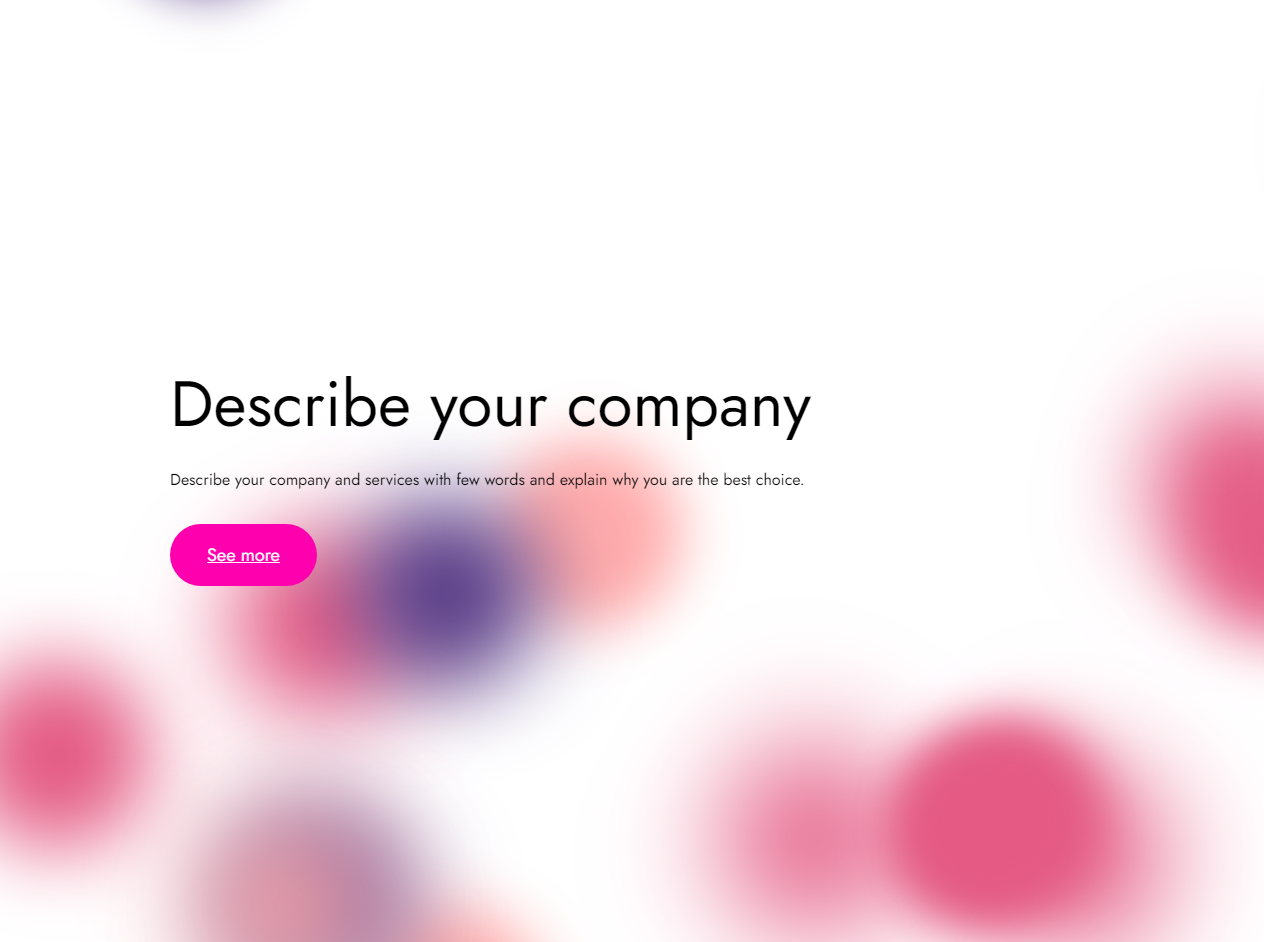 Describe your company
Describe your company and services with few words and explain why you are the best choice.
See more